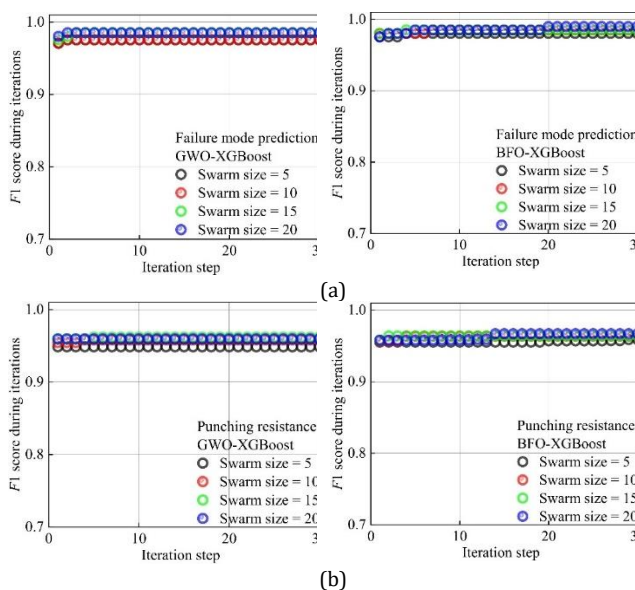 (a)
1.0
0.9
0.8
0.7
F1 score during iterations
Failure mode prediction
GWO-XGBoost
Swarm size = 5
Swarm size = 10
Swarm size = 15
Swarm size = 20
0 10 20 3
Iteration step
1.0
0.9
0.8
0.7
F1 score during iterations
Failure mode prediction
BFO-XGBoost
Swarm size = 5
Swarm size = 10
Swarm size = 15
Swarm size = 20
0 10 20 3
Iteration step
(b)
1.0
0.9
0.8
0.7
F1 score during iterations
Punching resistance
GWO-XGBoost
Swarm size = 5
Swarm size = 10
Swarm size = 15
Swarm size = 20
0 10 20 3
Iteration step
1.0
0.9
0.8
0.7
F1 score during iterations
Punching resistance
BFO-XGBoost
Swarm size = 5
Swarm size = 10
Swarm size = 15
Swarm size = 20
0 10 20 3
Iteration step